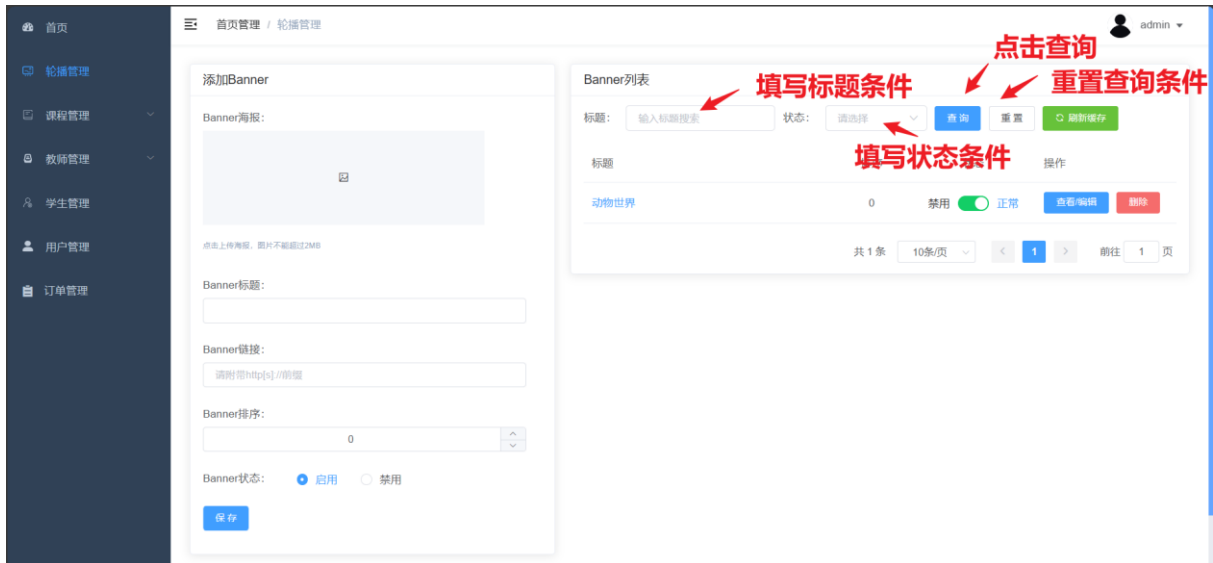 首页
轮播管理
课程管理
教师管理
学生管理
用户管理
订单管理
首页管理 / 轮播管理
admin
添加Banner
Banner海报：
点击上传海报，图片不能超过2MB
Banner标题：
Banner链接：
请附带http[s]://前缀
Banner排序：
0
Banner状态： 启用 禁用
保存
点击查询
Banner列表 填写标题条件 重置查询条件
标题： 输入标题搜索 状态： 请选择 查询 重置 刷新缓存
填写状态条件
标题 操作
动物世界 0 禁用 正常 查看/编辑 删除
共 1 条 10条/页 1 前往 1 页